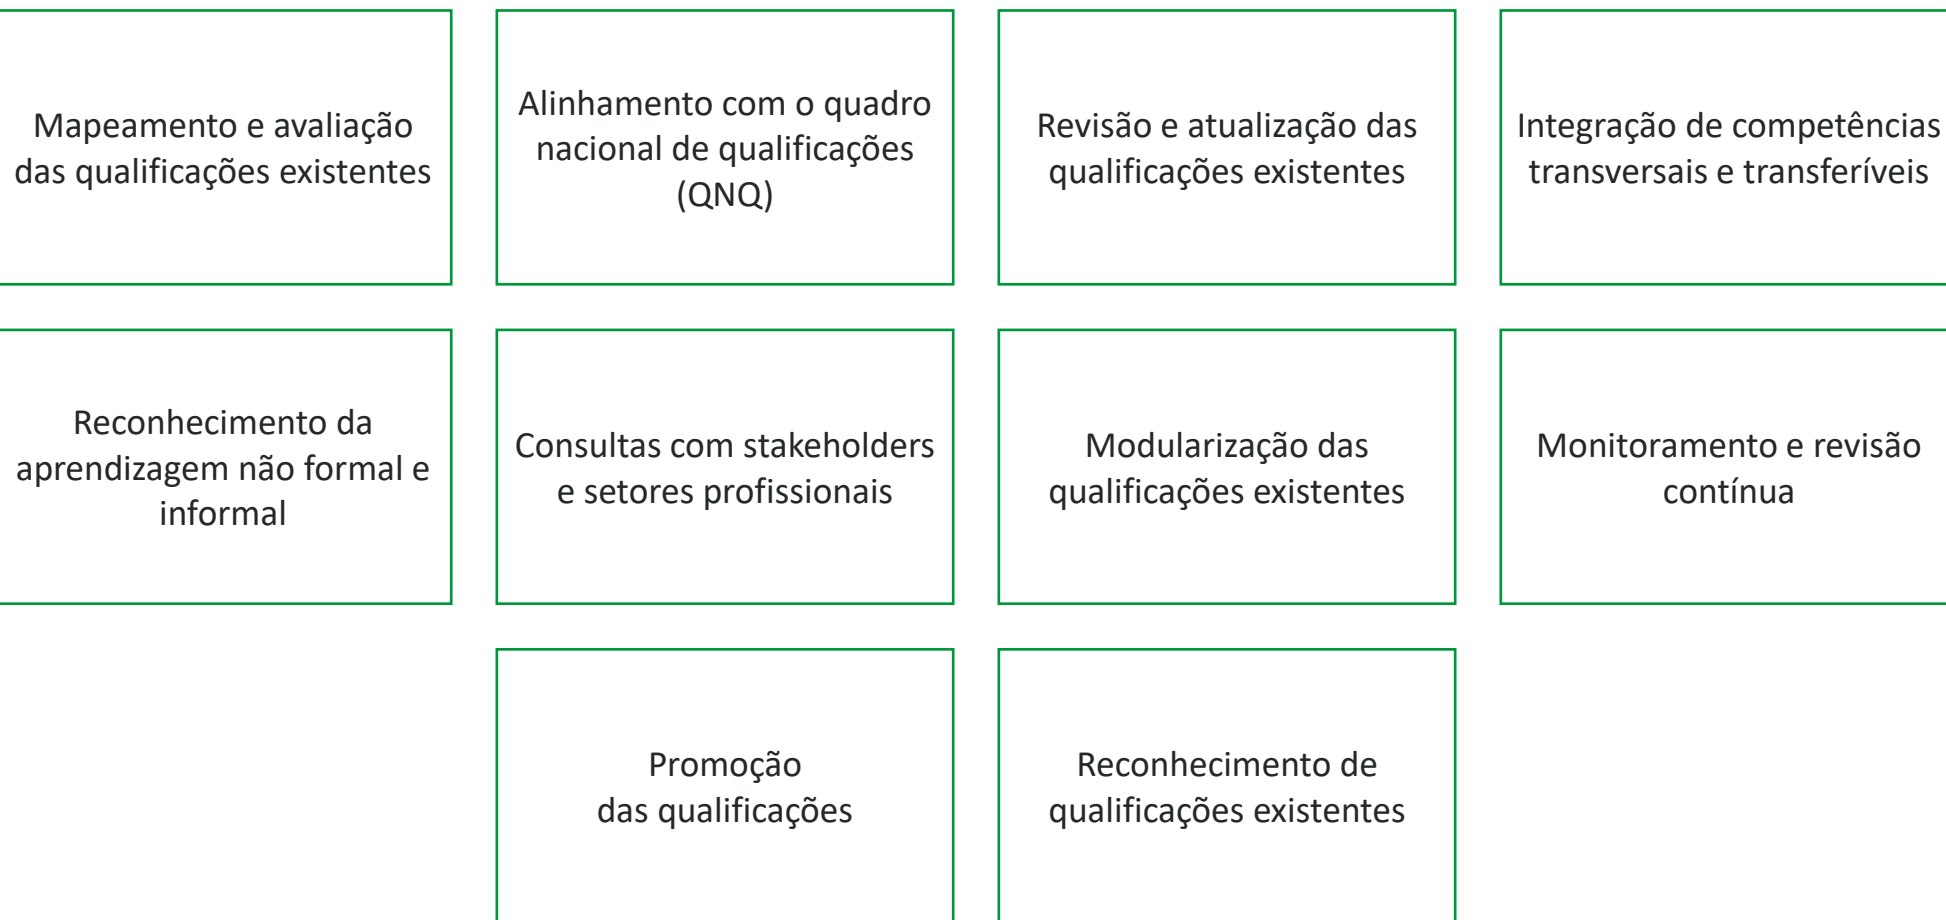 Mapeamento e avaliação
das qualificações existentes
Alinhamento com o quadro
nacional de qualificações
(QNQ)
Revisão e atualização das
qualificações existentes
Integração de competências
transversais e transferíveis
Reconhecimento da
aprendizagem não formal e
informal
Consultas com stakeholders
e setores profissionais
Modularização das
qualificações existentes
Monitoramento e revisão
contínua
Promoção
das qualificações
Reconhecimento de
qualificações existentes